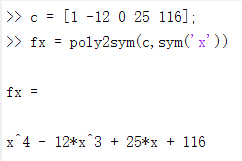 >> c = [1 -12 0 25 116];
>> fx = poly2sym(c,sym('x'))
fx =
x^4 - 12*x^3 + 25*x + 116